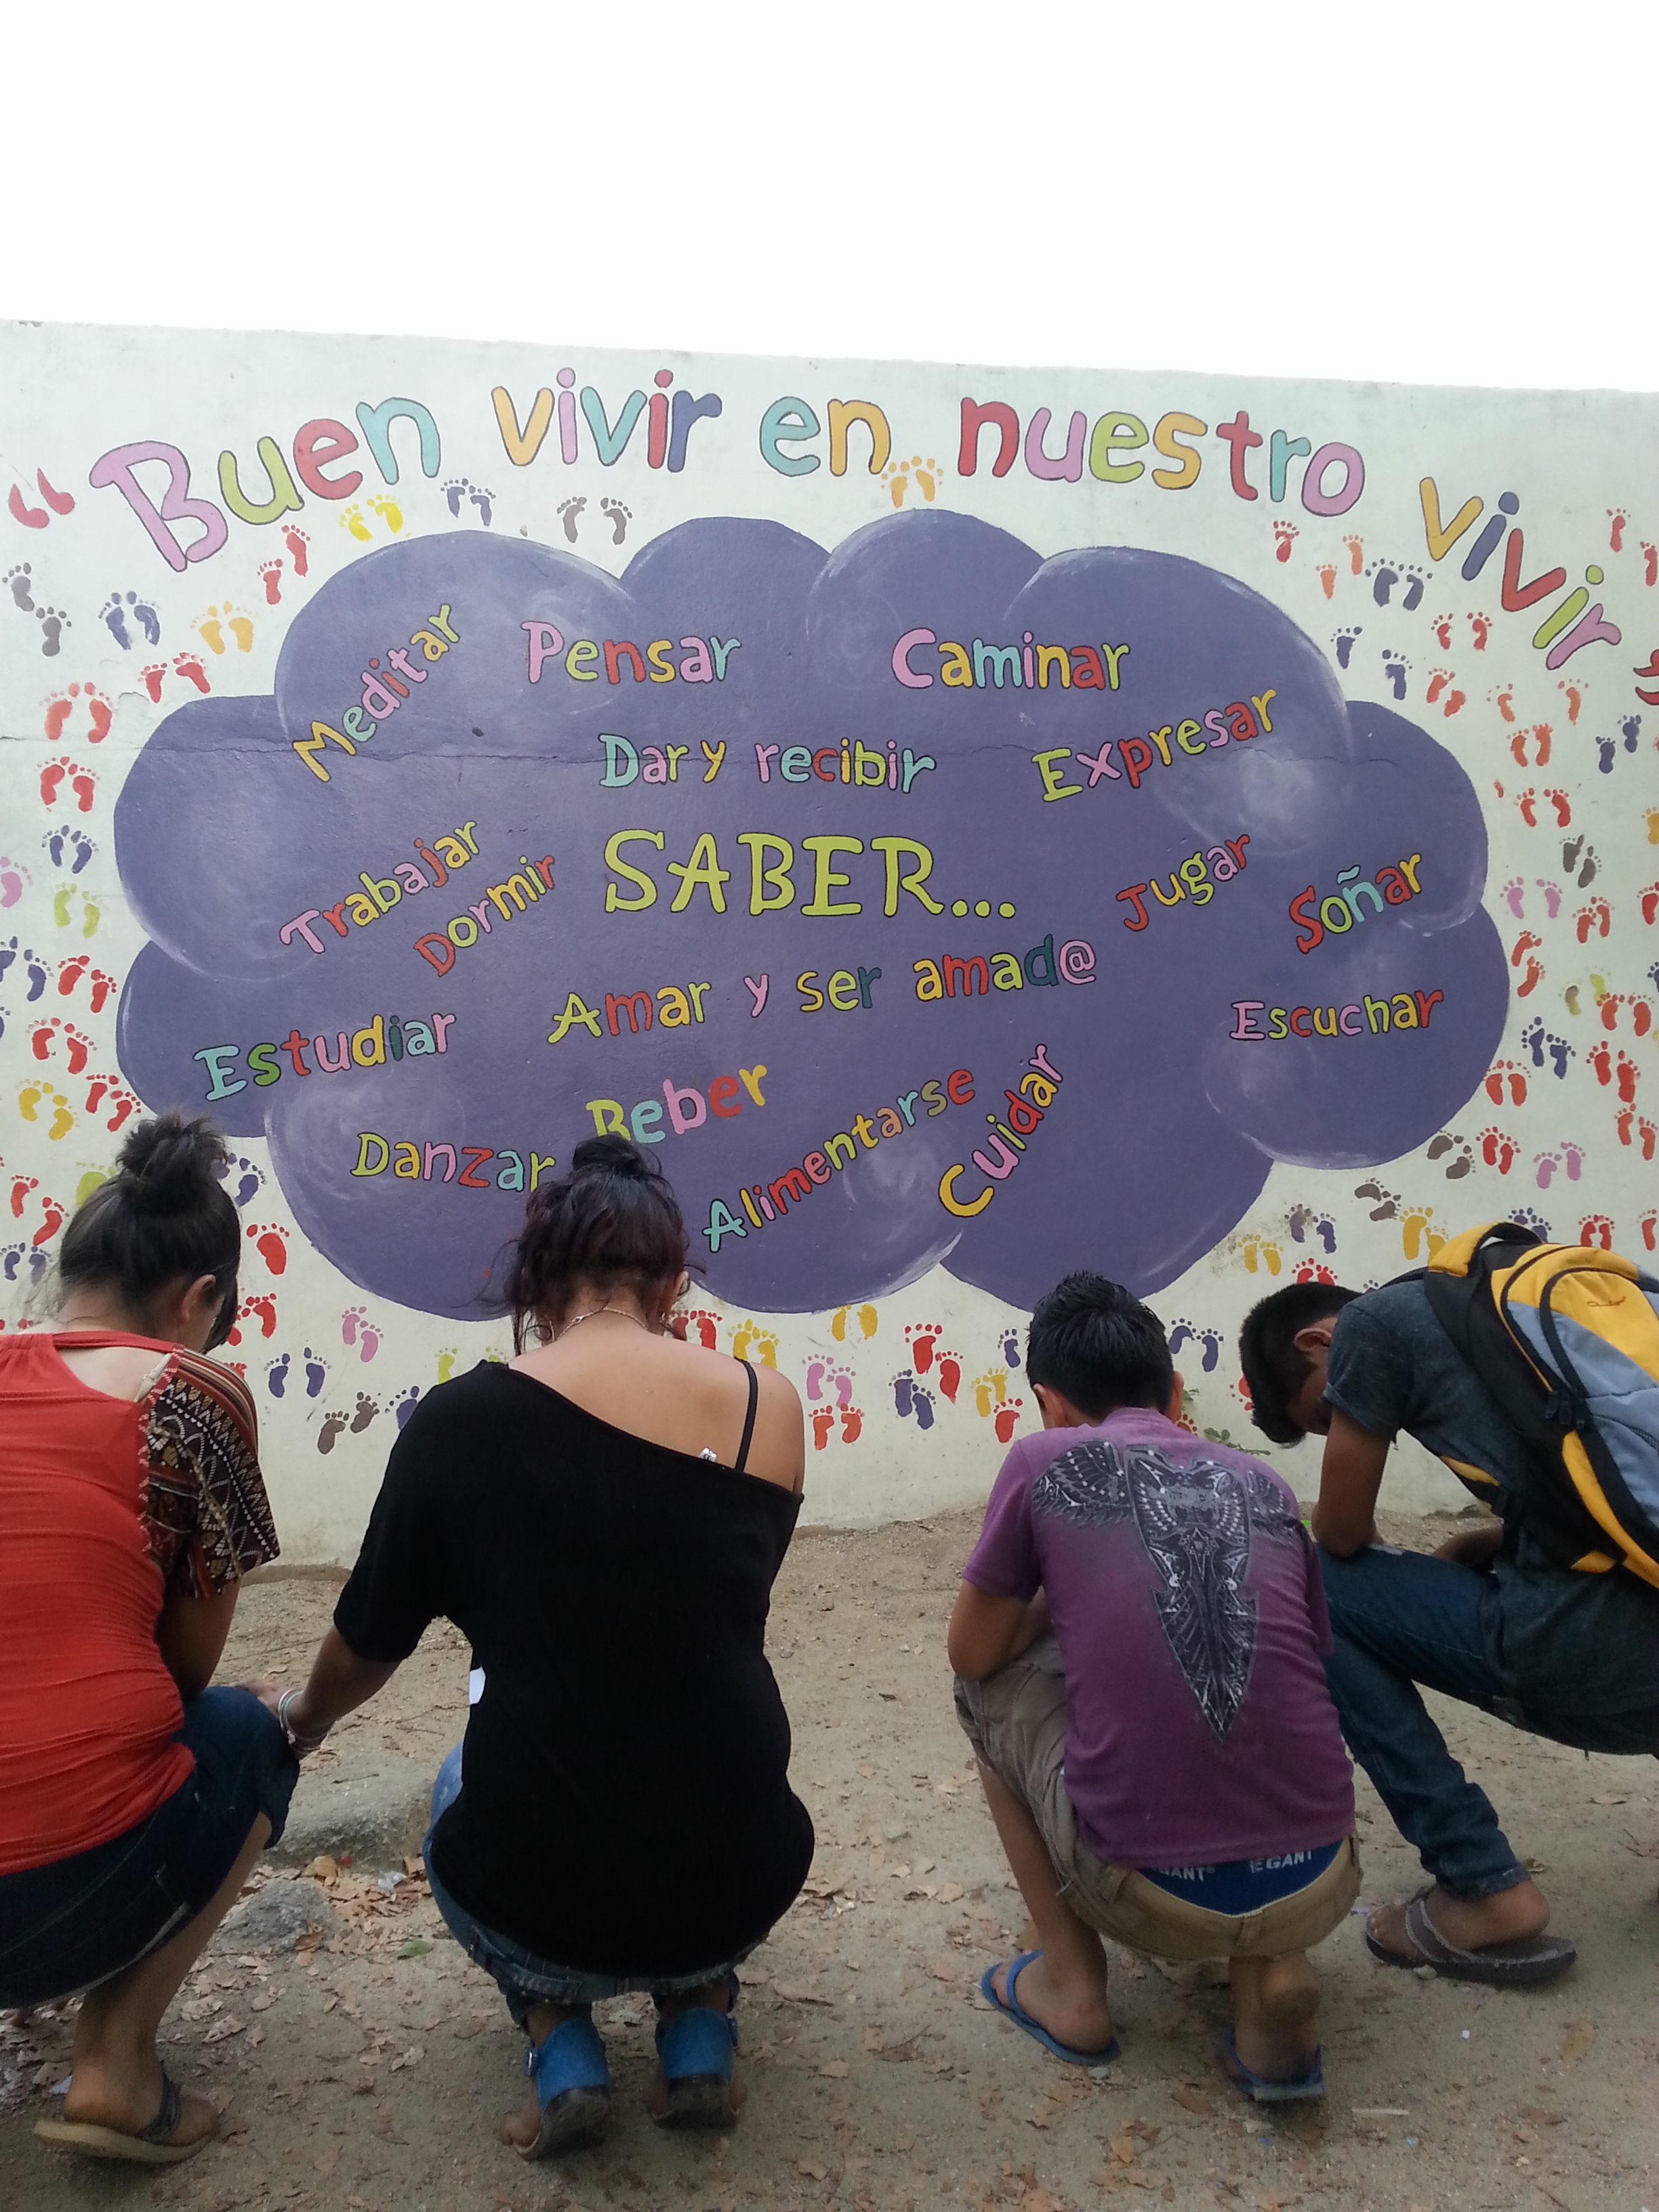 “Buen vivir en nuestro vivir”
Meditar
Pensar
Caminar
Dar y recibir
Expresar
Trabajar
Dormir
SABER...
Jugar
Soñar
Estudiar
Amar y ser amad@
Escuchar
Danzar
Beber
Alimentarse
Cuidar
EGANT